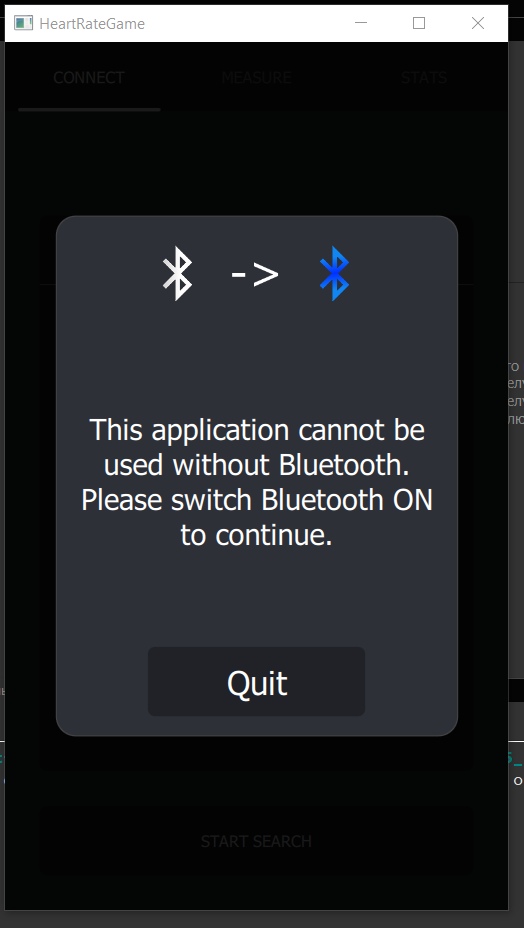 HeartRateGame
CONNECT MEASURE STATS
->
This application cannot be
used without Bluetooth.
Please switch Bluetooth ON
to continue.
Quit
START SEARCH